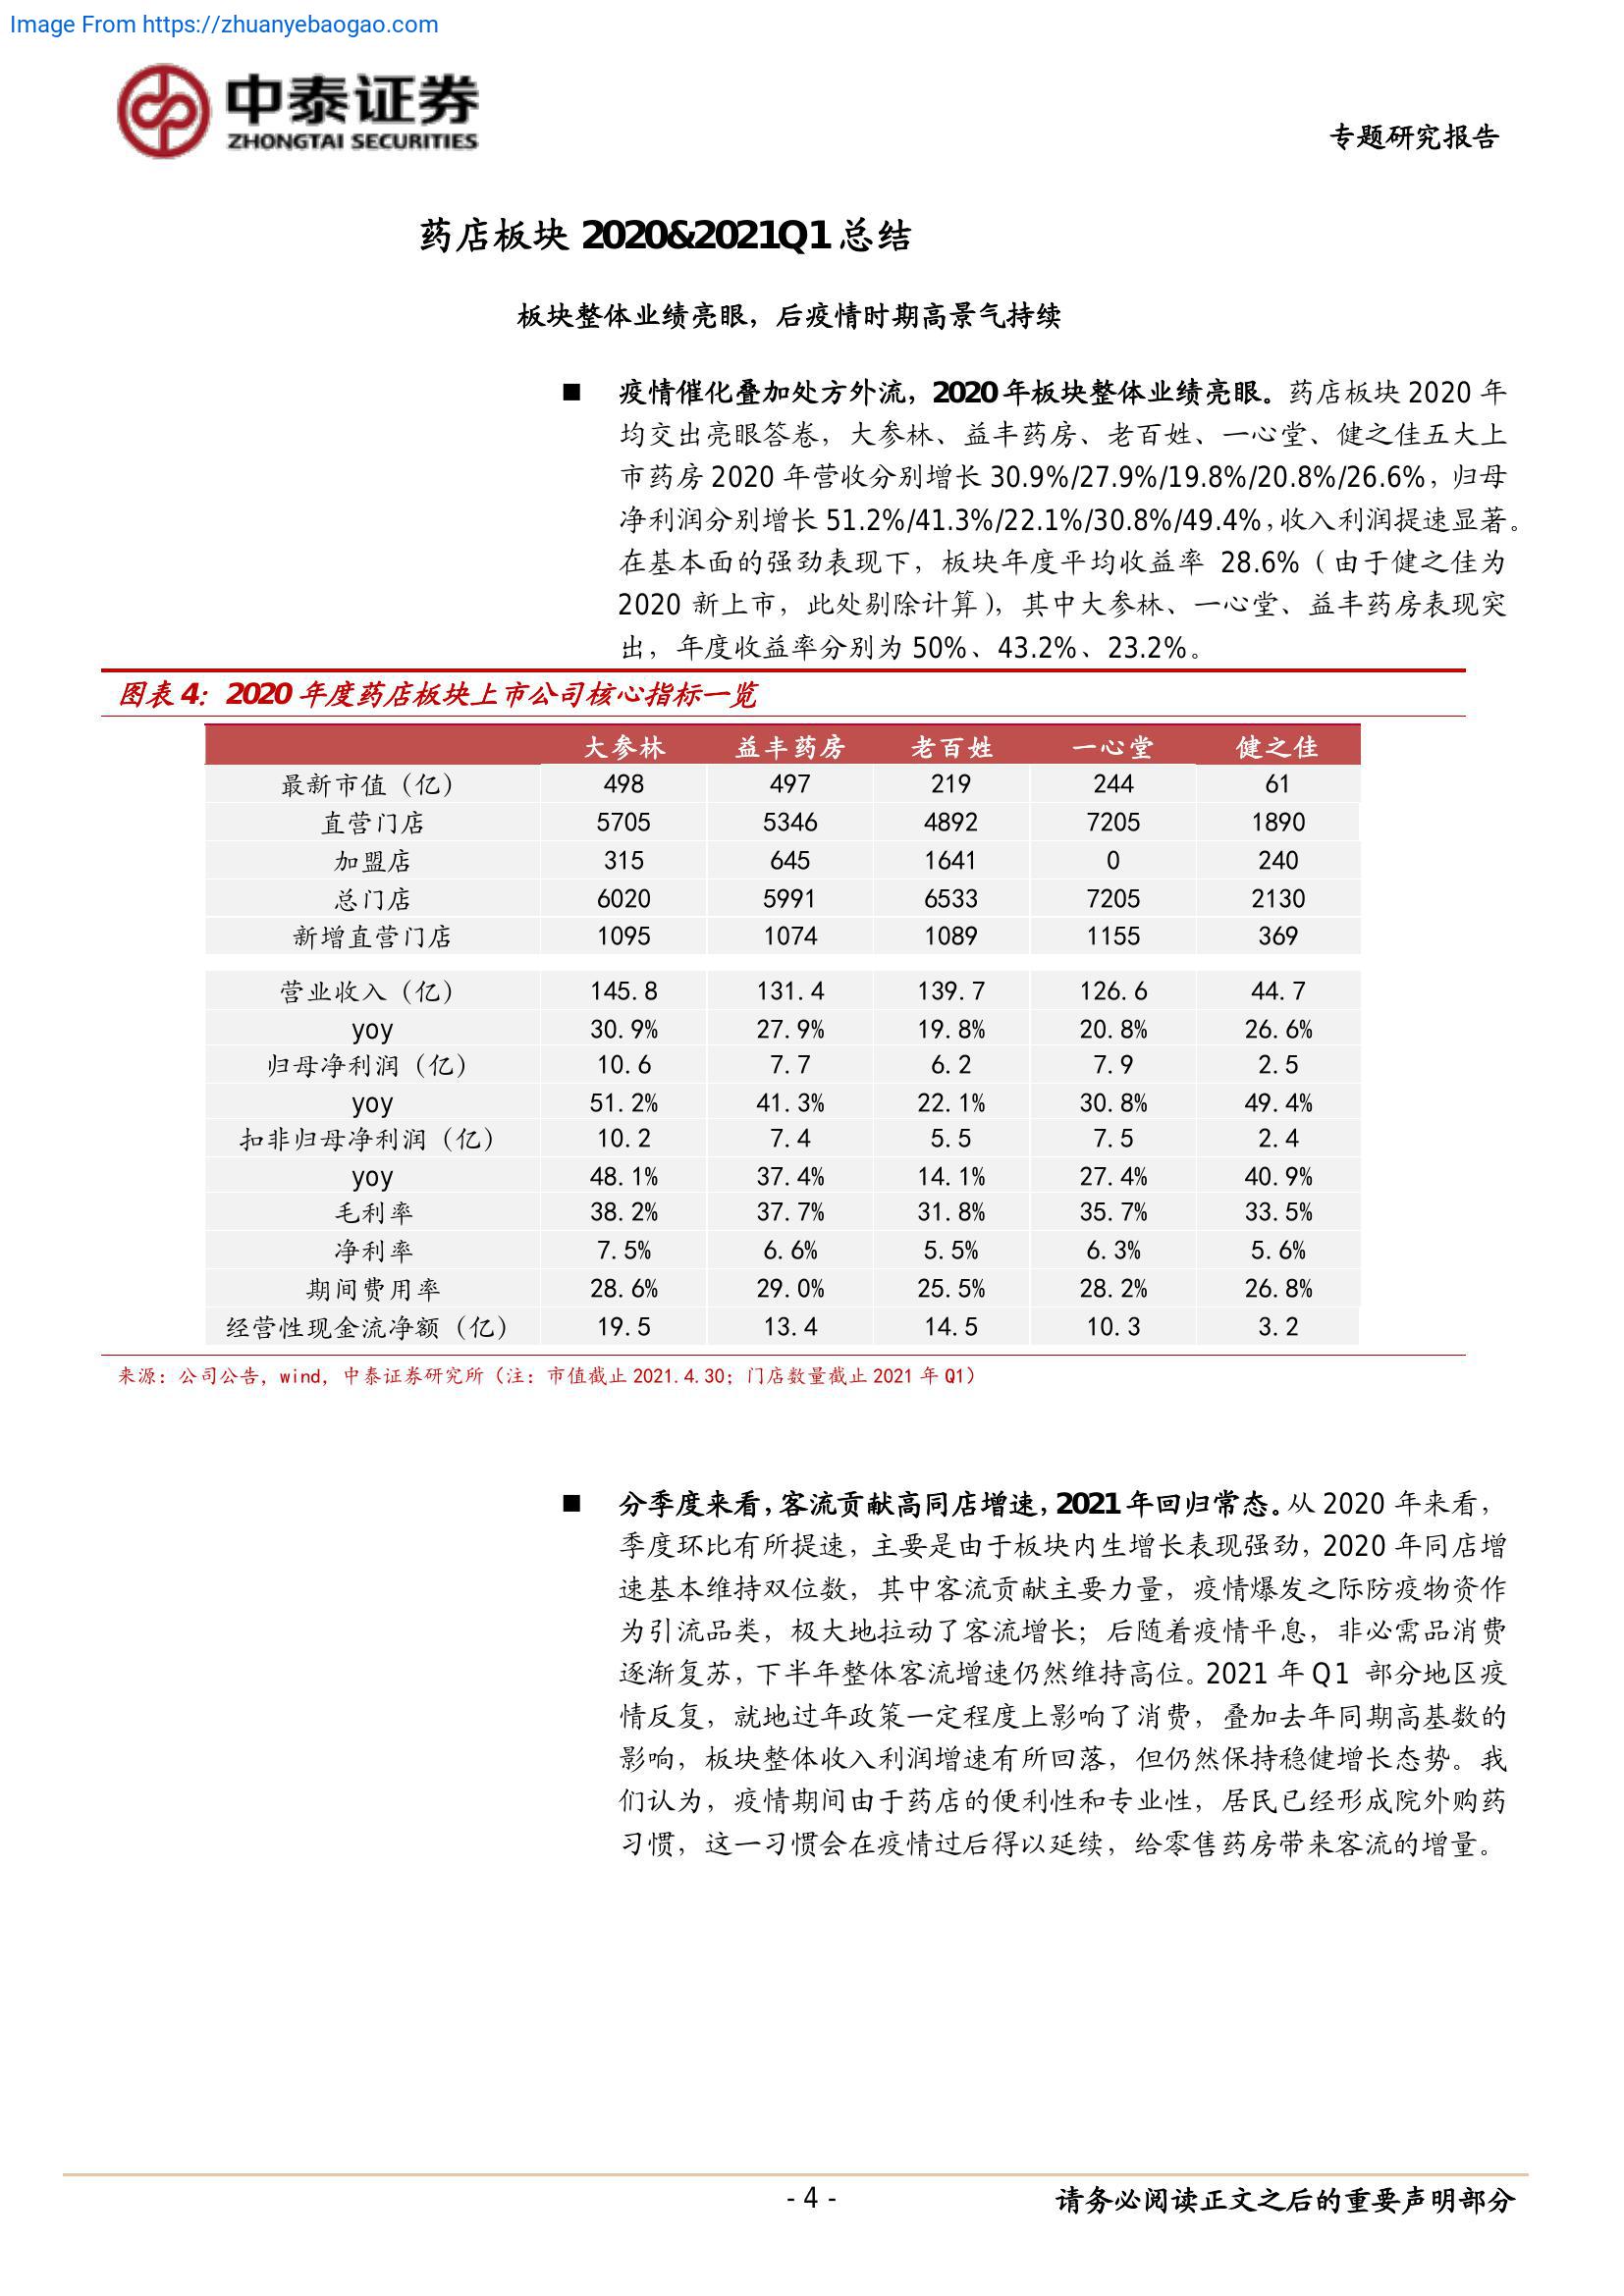 Image From https://zhuanyebaogao.com
中泰证券
ZHONGTAI SECURITIES
专题研究报告
药店板块 2020&2021Q1 总结
板块整体业绩亮眼，后疫情时期高景气持续
■ 疫情催化叠加处方外流，2020 年板块整体业绩亮眼。药店板块 2020 年
均交出亮眼答卷，大参林、益丰药房、老百姓、一心堂、健之佳五大上
市药房 2020 年营收分别增长 30.9%/27.9%/19.8%/20.8%/26.6%，归母
净利润分别增长 51.2%/41.3%/22.1%/30.8%/49.4%，收入利润提速显著。
在基本面的强劲表现下，板块年度平均收益率 28.6%（由于健之佳为
2020 新上市，此处剔除计算），其中大参林、一心堂、益丰药房表现突
出，年度收益率分别为 50%、43.2%、23.2%。
图表 4：2020 年度药店板块上市公司核心指标一览
大参林 益丰药房 老百姓 一心堂 健之佳
最新市值（亿） 498 497 219 244 61
直营门店 5705 5346 4892 7205 1890
加盟店 315 645 1641 0 240
总门店 6020 5991 6533 7205 2130
新增直营门店 1095 1074 1089 1155 369
营业收入（亿） 145.8 131.4 139.7 126.6 44.7
yoy 30.9% 27.9% 19.8% 20.8% 26.6%
归母净利润（亿） 10.6 7.7 6.2 7.9 2.5
yoy 51.2% 41.3% 22.1% 30.8% 49.4%
扣非归母净利润（亿） 10.2 7.4 5.5 7.5 2.4
yoy 48.1% 37.4% 14.1% 27.4% 40.9%
毛利率 38.2% 37.7% 31.8% 35.7% 33.5%
净利率 7.5% 6.6% 5.5% 6.3% 5.6%
期间费用率 28.6% 29.0% 25.5% 28.2% 26.8%
经营性现金流净额（亿） 19.5 13.4 14.5 10.3 3.2
来源：公司公告，wind，中泰证券研究所（注：市值截止 2021.4.30；门店数量截止 2021 年 Q1）
■ 分季度来看，客流贡献高同店增速，2021 年回归常态。从 2020 年来看，
季度环比有所提速，主要是由于板块内生增长表现强劲，2020 年同店增
速基本维持双位数，其中客流贡献主要力量，疫情爆发之际防疫物资作
为引流品类，极大地拉动了客流增长；后随着疫情平息，非必需品消费
逐渐复苏，下半年整体客流增速仍然维持高位。2021 年 Q1 部分地区疫
情反复，就地过年政策一定程度上影响了消费，叠加去年同期高基数的
影响，板块整体收入利润增速有所回落，但仍然保持稳健增长态势。我
们认为，疫情期间由于药店的便利性和专业性，居民已经形成院外购药
习惯，这一习惯会在疫情过后得以延续，给零售药房带来客流的增量。
- 4 -
请务必阅读正文之后的重要声明部分